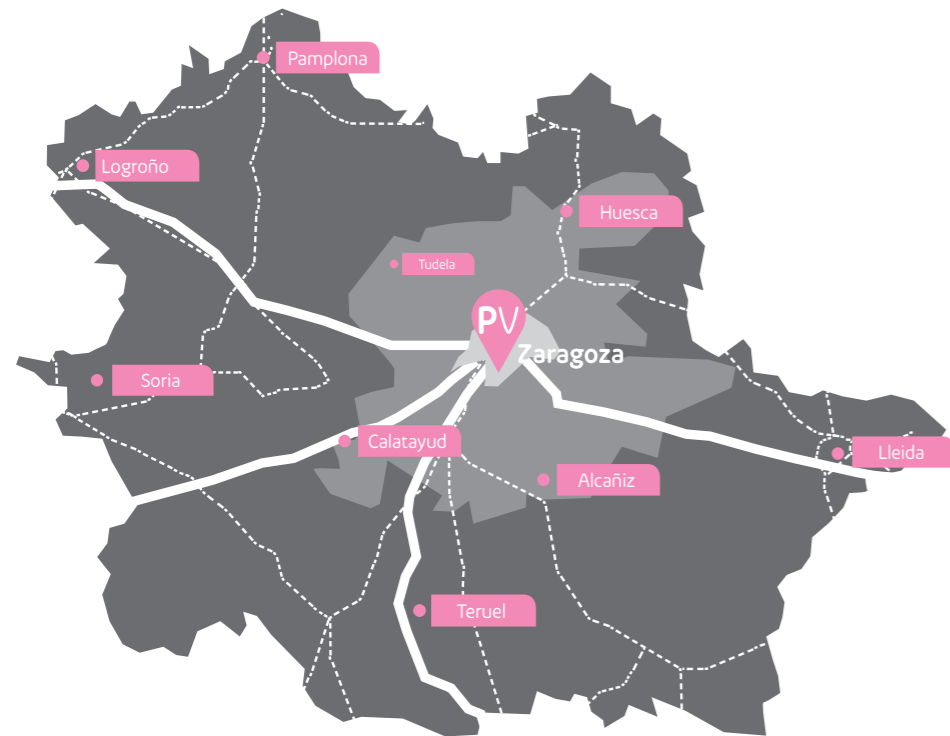 Pamplona
Logroño
Huesca
Tudela
PV
Zaragoza
Soria
Calatayud
Lleida
Alcañiz
Teruel